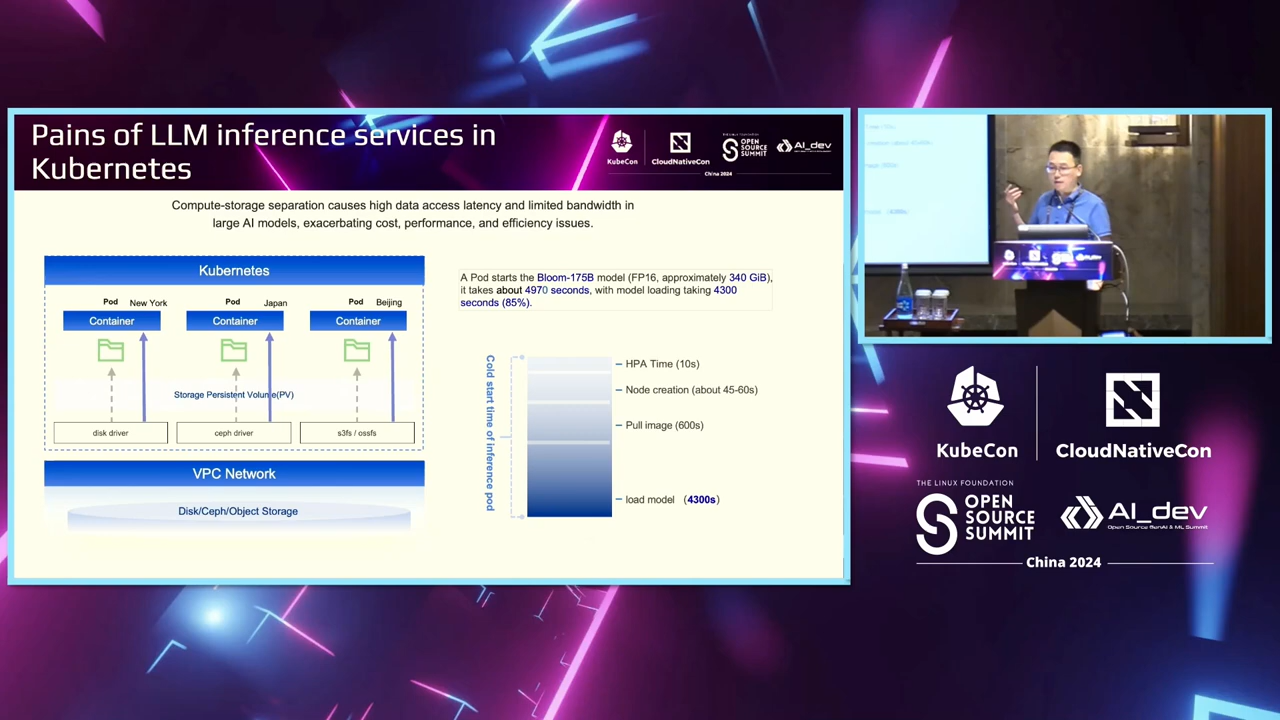 Pains of LLM inference services in
Kubernetes
KubeCon
CloudNativeCon
THE LINUX FOUNDATION
OPEN
SOURCE
SUMMIT
AI_dev
China 2024
Compute-storage separation causes high data access latency and limited bandwidth in
large AI models, exacerbating cost, performance, and efficiency issues.
Kubernetes
Pod New York
Pod Japan
Pod Beijing
Container
Container
Container
Storage Persistent Volume(PV)
disk driver
ceph driver
s3fs / ossfs
VPC Network
Disk/Ceph/Object Storage
A Pod starts the Bloom-175B model (FP16, approximately 340 GiB),
it takes about 4970 seconds, with model loading taking 4300
seconds (85%).
Cold start time of inference pod
HPA Time (10s)
Node creation (about 45-60s)
Pull image (600s)
load model (4300s)
KubeCon
CloudNativeCon
THE LINUX FOUNDATION
OPEN
SOURCE
SUMMIT
AI_dev
Open Source GenAI & ML Summit
China 2024